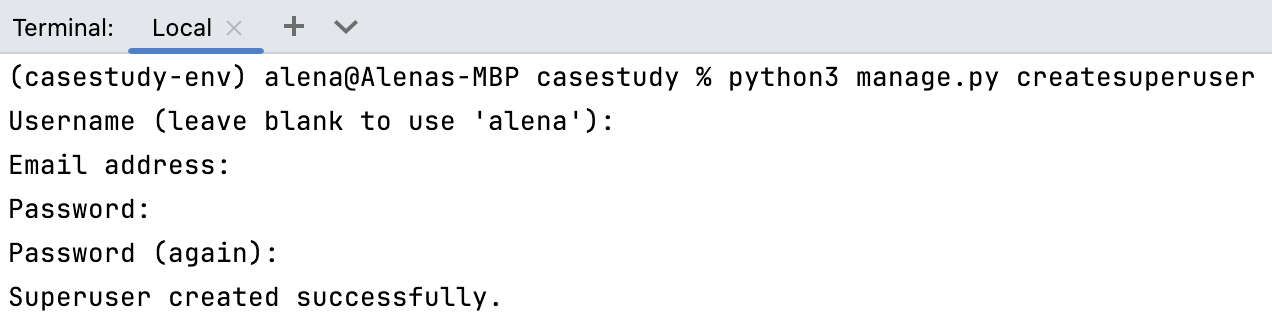 Terminal: Local
(casestudy-env) alena@Alenas-MBP casestudy % python3 manage.py createsuperuser
Username (leave blank to use 'alena'):
Email address:
Password:
Password (again):
Superuser created successfully.